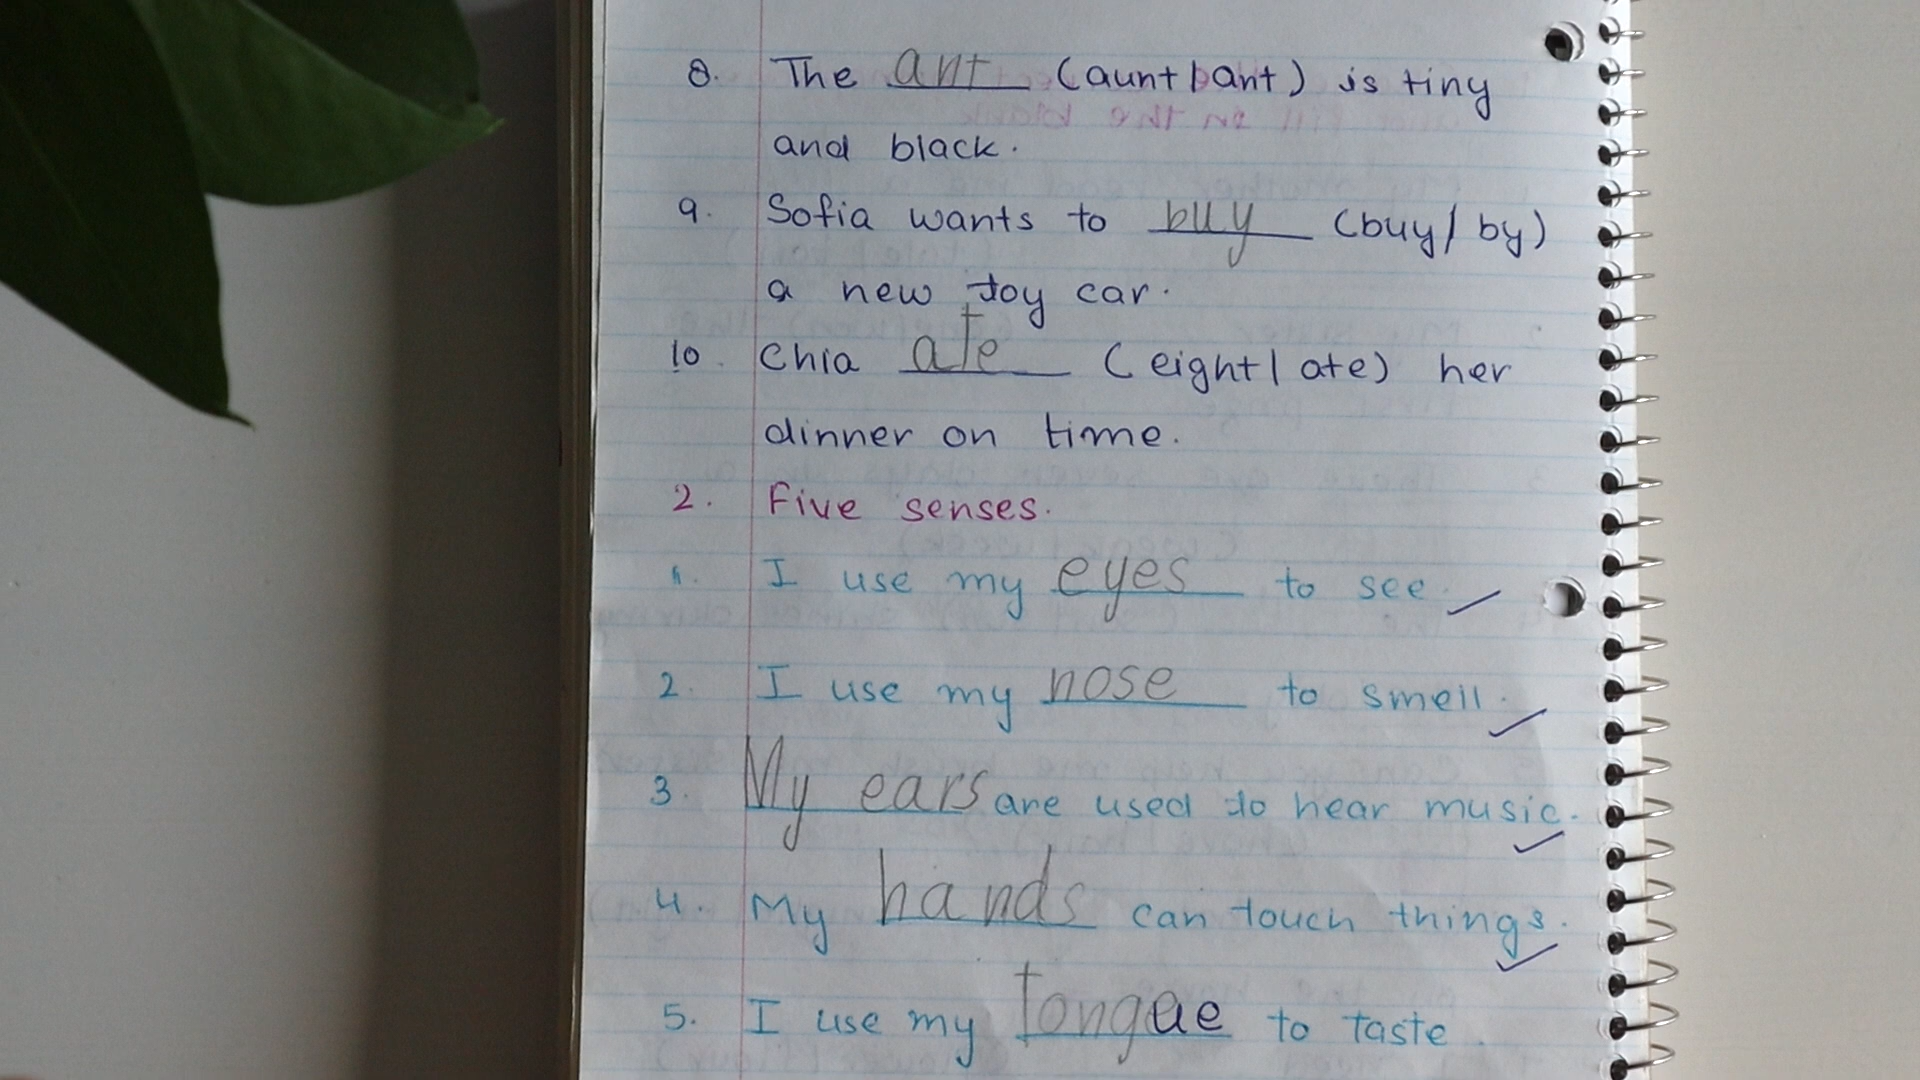 8. The ant (aunt/ant) is tiny
and black.
9. Sofia wants to buy (buy/by)
a new toy car.
10. Chia ate (eight/ate) her
dinner on time.
2. Five senses.
1. I use my eyes to see.
2. I use my nose to smell.
3. My ears are used to hear music.
4. My hands can touch things.
5. I use my tongue to taste.